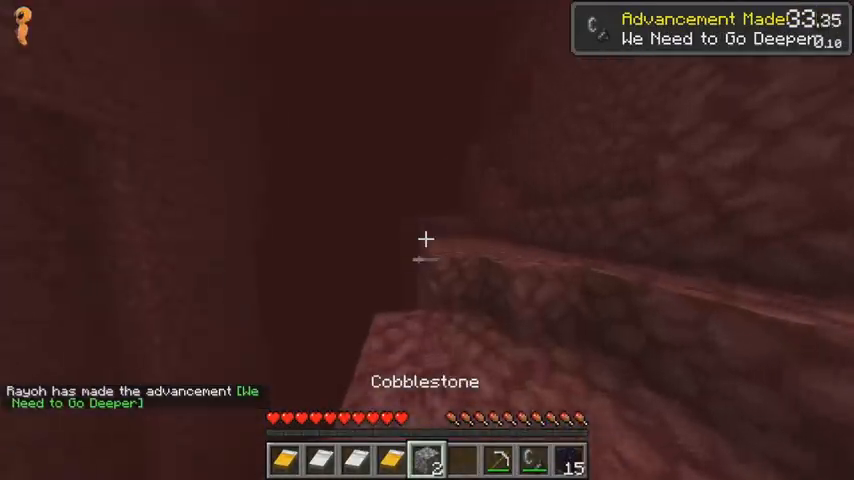 Advancement Made
33.35
We Need to Go Deeper
0.10
Cobblestone
Rayoh has made the advancement [We
Need to Go Deeper]
2
15